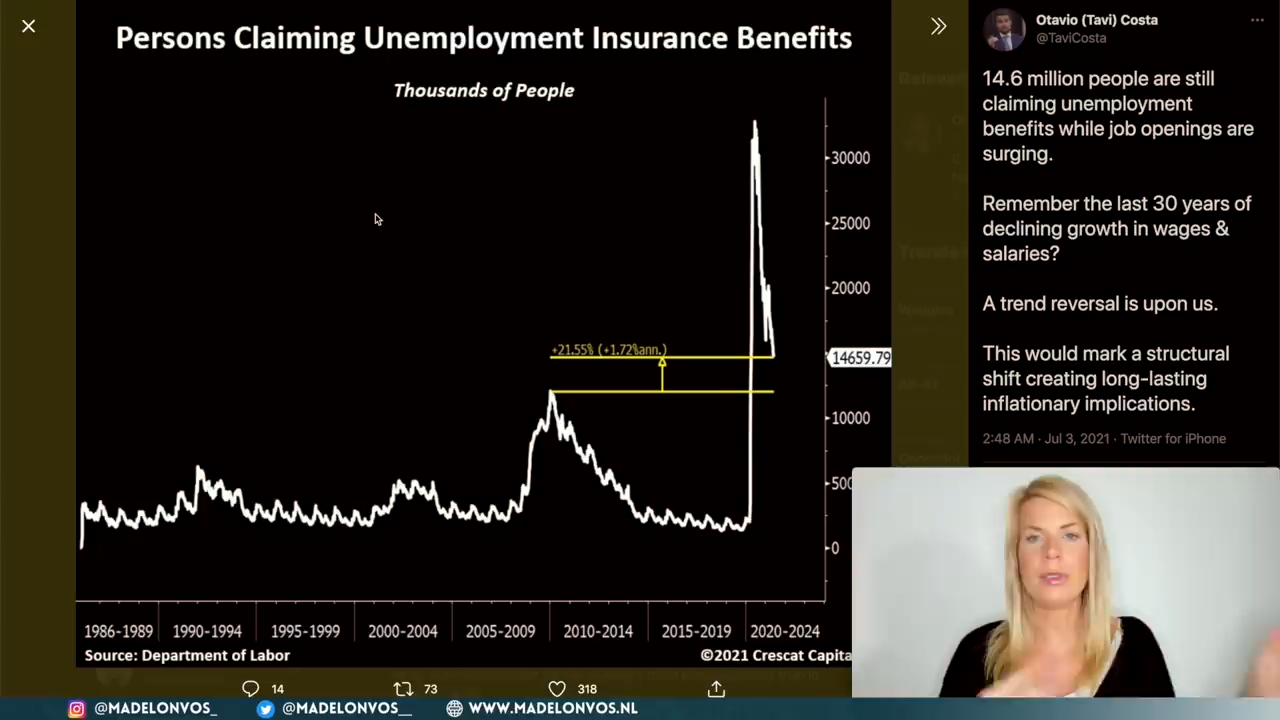 Persons Claiming Unemployment Insurance Benefits
Thousands of People
30000
25000
20000
+21.55% (+1.72%ann.)
14659.79
10000
500
0
1986-1989 1990-1994 1995-1999 2000-2004 2005-2009 2010-2014 2015-2019 2020-2024
Source: Department of Labor
©2021 Crescat Capita
14 73 318
Otavio (Tavi) Costa
@TaviCosta
14.6 million people are still
claiming unemployment
benefits while job openings are
surging.
Remember the last 30 years of
declining growth in wages &
salaries?
A trend reversal is upon us.
This would mark a structural
shift creating long-lasting
inflationary implications.
2:48 AM · Jul 3, 2021 · Twitter for iPhone
@MADELONVOS_ @MADELONVOS__ WWW.MADELONVOS.NL